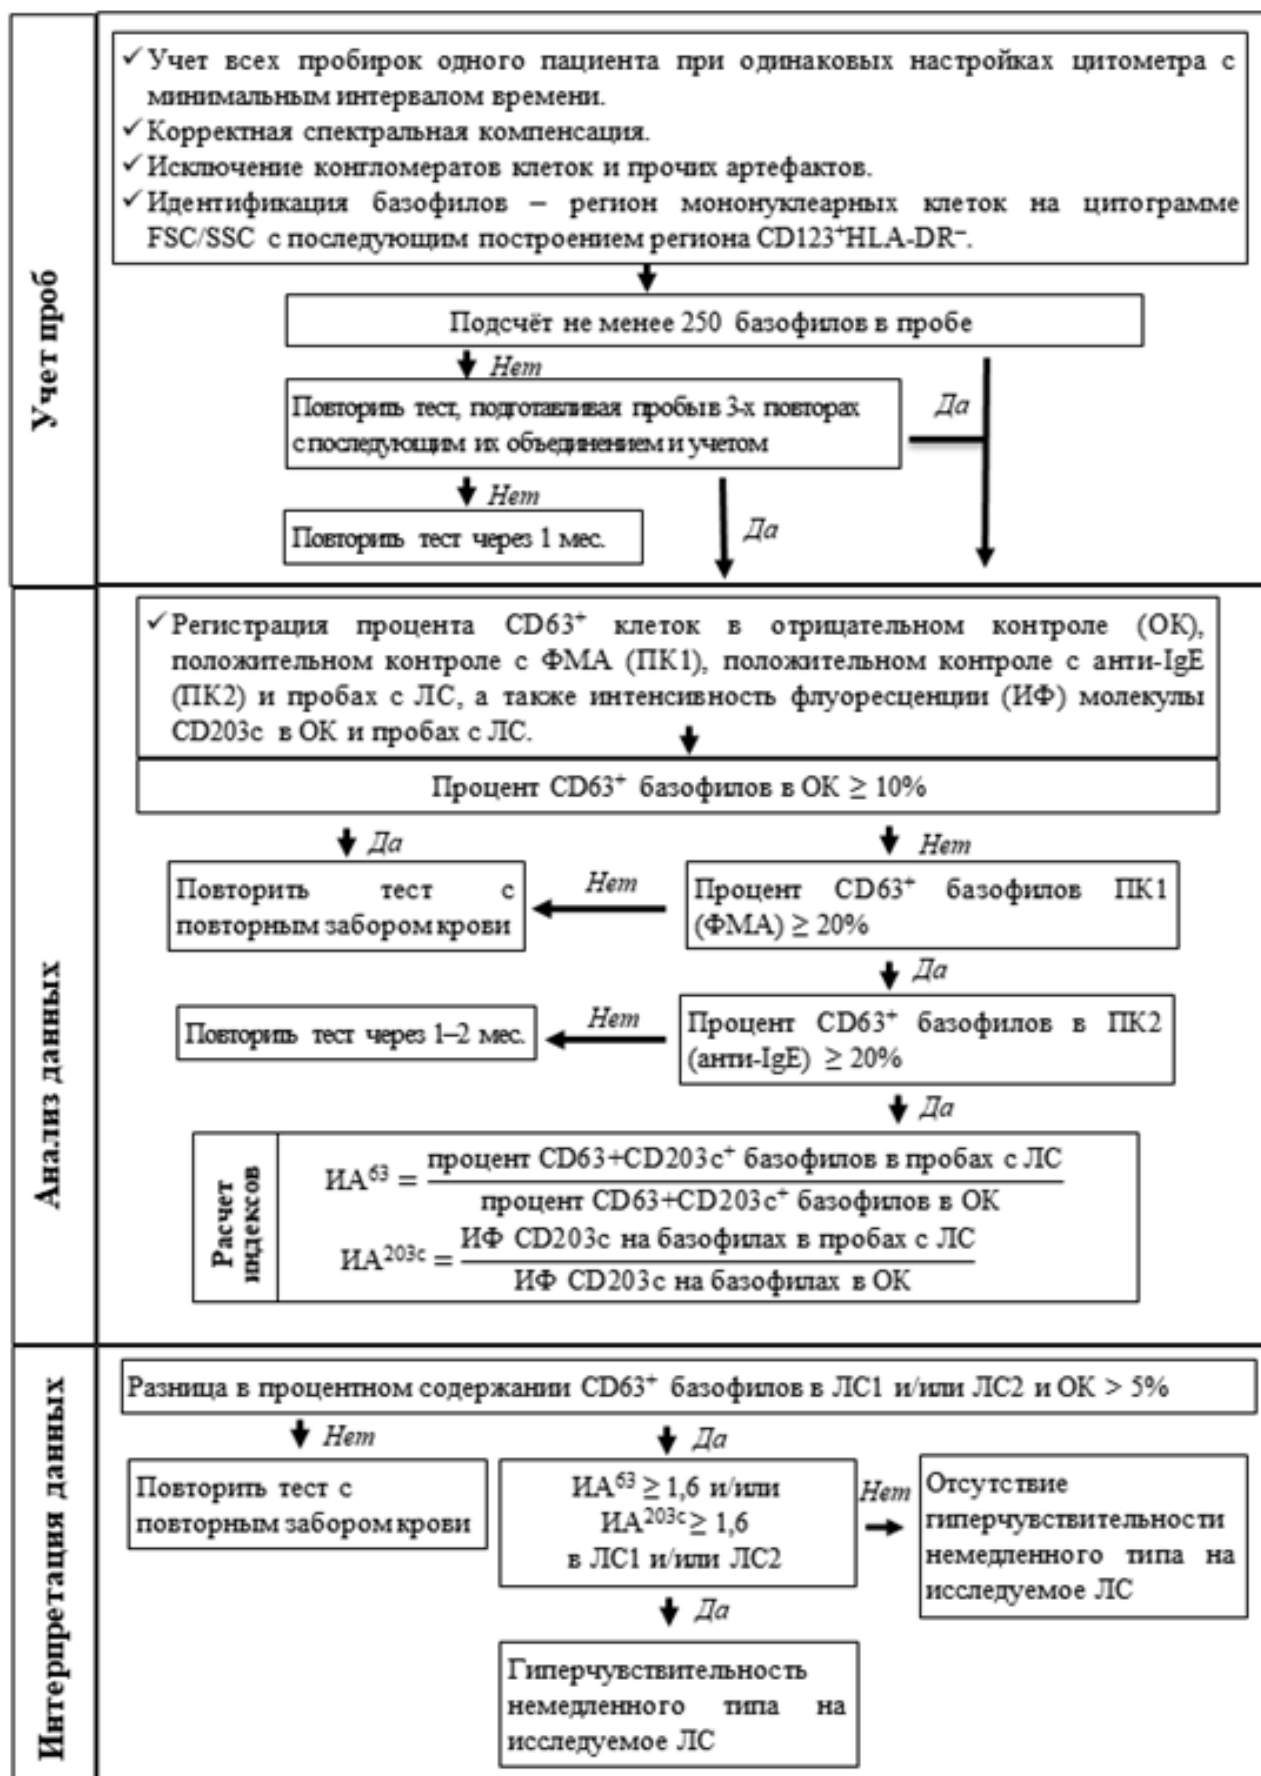 Учет проб
✓ Учет всех пробирок одного пациента при одинаковых настройках цитометра с
минимальным интервалом времени.
✓ Корректная спектральная компенсация.
✓ Исключение конгломератов клеток и прочих артефактов.
✓ Идентификация базофилов – регион мононуклеарных клеток на цитограмме
FSC/SSC с последующим построением региона CD123⁺HLA-DR⁻.
Подсчёт не менее 250 базофилов в пробе
Нет
Да
Повторить тест, подготавливая пробы в 3-х повторах
с последующим их объединением и учетом
Нет
Да
Повторить тест через 1 мес.
Анализ данных
✓ Регистрация процента CD63⁺ клеток в отрицательном контроле (ОК),
положительном контроле с ФМА (ПК1), положительном контроле с анти-IgE
(ПК2) и пробах с ЛС, а также интенсивность флуоресценции (ИФ) молекулы
CD203c в ОК и пробах с ЛС.
Процент CD63⁺ базофилов в ОК ≥ 10%
Да
Нет
Повторить тест с
повторным забором крови
Нет
Процент CD63⁺ базофилов ПК1
(ФМА) ≥ 20%
Да
Повторить тест через 1–2 мес.
Нет
Процент CD63⁺ базофилов в ПК2
(анти-IgE) ≥ 20%
Да
Расчет
индексов
ИА⁶³ = процент CD63+CD203c⁺ базофилов в пробах с ЛС
процент CD63+CD203c⁺ базофилов в ОК
ИА²⁰³ᶜ = ИФ CD203c на базофилах в пробах с ЛС
ИФ CD203c на базофилах в ОК
Интерпретация данных
Разница в процентном содержании CD63⁺ базофилов в ЛС1 и/или ЛС2 и ОК > 5%
Нет
Да
Повторить тест с
повторным забором крови
ИА⁶³ ≥ 1,6 и/или
ИА²⁰³ᶜ ≥ 1,6
в ЛС1 и/или ЛС2
Нет
Отсутствие
гиперчувствительности
немедленного типа на
исследуемое ЛС
Да
Гиперчувствительность
немедленного типа на
исследуемое ЛС